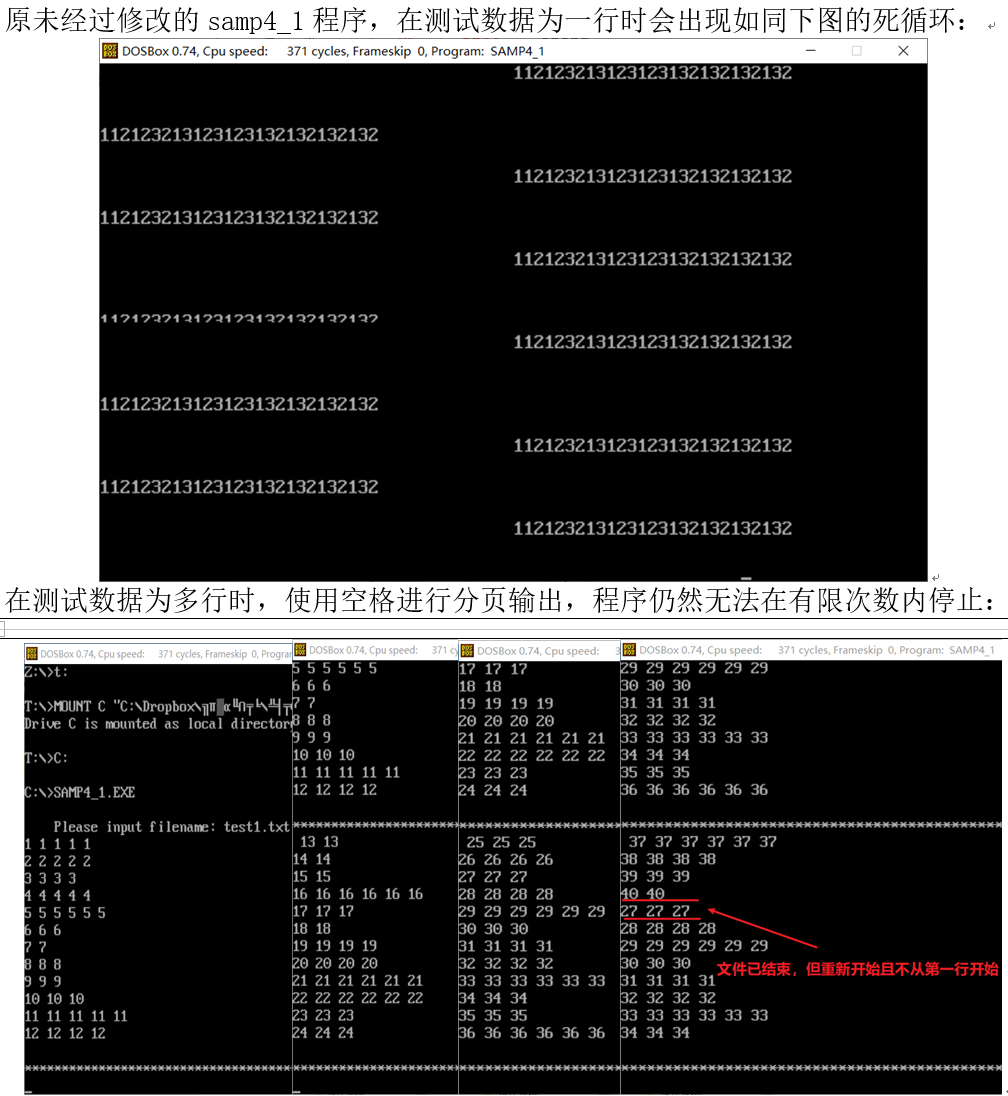 原未经过修改的 samp4_1 程序，在测试数据为一行时会出现如同下图的死循环：
DOSBox 0.74, Cpu speed: 371 cycles, Frameskip 0, Program: SAMP4_1
112123213123123132132132132
112123213123123132132132132
112123213123123132132132132
112123213123123132132132132
112123213123123132132132132
112123213123123132132132132
112123213123123132132132132
112123213123123132132132132
112123213123123132132132132
112123213123123132132132132
112123213123123132132132132
在测试数据为多行时，使用空格进行分页输出，程序仍然无法在有限次数内停止：
DOSBox 0.74, Cpu speed: 371 cycles, Frameskip 0, Program
Z:\>t:
T:\>MOUNT C "C:\Dropbox\
Drive C is mounted as local director
T:\>C:
C:\>SAMP4_1.EXE
Please input filename: test1.txt
1 1 1 1 1
2 2 2 2 2
3 3 3 3
4 4 4 4 4
5 5 5 5 5 5
6 6 6
7 7
8 8 8
9 9 9
10 10 10
11 11 11 11 11
12 12 12 12
DOSBox 0.74, Cpu speed: 371 cy
5 5 5 5 5 5
6 6 6
7 7
8 8 8
9 9 9
10 10 10
11 11 11 11 11
12 12 12 12
13 13
14 14
15 15
16 16 16 16 16 16
17 17 17
18 18
19 19 19 19
20 20 20 20
21 21 21 21 21 21
22 22 22 22 22 22
23 23 23
24 24 24
DOSBox 0.74, Cpu speed: 3
17 17 17
18 18
19 19 19 19
20 20 20 20
21 21 21 21 21 21
22 22 22 22 22 22
23 23 23
24 24 24
25 25 25
26 26 26 26
27 27 27
28 28 28 28
29 29 29 29 29 29
30 30 30
31 31 31 31
32 32 32 32
33 33 33 33 33 33
34 34 34
35 35 35
36 36 36 36 36 36
DOSBox 0.74, Cpu speed: 371 cycles, Frameskip 0, Program: SAMP4_1
29 29 29 29 29 29
30 30 30
31 31 31 31
32 32 32 32
33 33 33 33 33 33
34 34 34
35 35 35
36 36 36 36 36 36
37 37 37 37 37 37
38 38 38 38
39 39 39
40 40
27 27 27
28 28 28 28
29 29 29 29 29 29
30 30 30
31 31 31 31
32 32 32 32
33 33 33 33 33 33
34 34 34
文件已结束，但重新开始且不从第一行开始